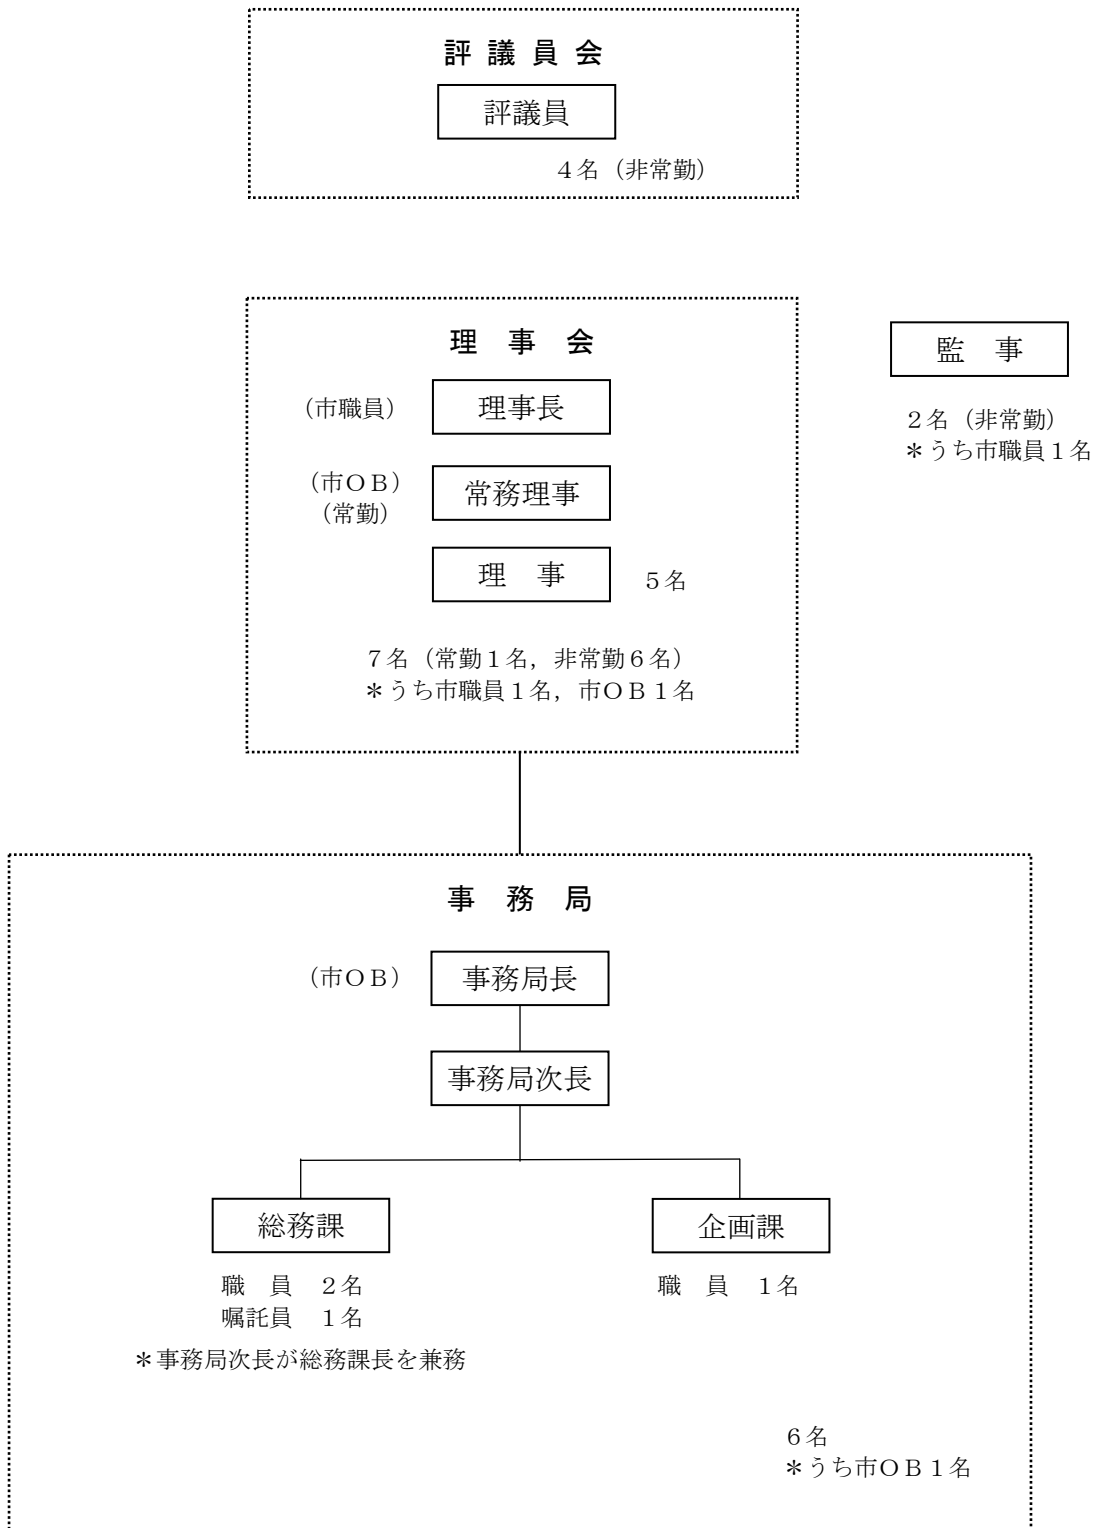 評 議 員 会
評議員
４名（非常勤）
理　事　会
監　事
（市職員）　理事長
２名（非常勤）
＊うち市職員１名
（市ＯＢ）
（常勤）
常務理事
理　事　５名
７名（常勤１名，非常勤６名）
＊うち市職員１名，市ＯＢ１名
事　務　局
（市ＯＢ）　事務局長
事務局次長
総務課
職　員　２名
嘱託員　１名
＊事務局次長が総務課長を兼務
企画課
職　員　１名
６名
＊うち市ＯＢ１名